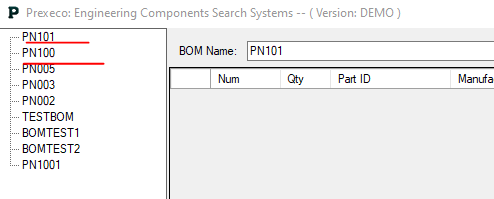 P Prexeco: Engineering Components Search Systems -- ( Version: DEMO )
PN101
PN100
PN005
PN003
PN002
TESTBOM
BOMTEST1
BOMTEST2
PN1001
BOM Name: PN101
Num Qty Part ID Manufa